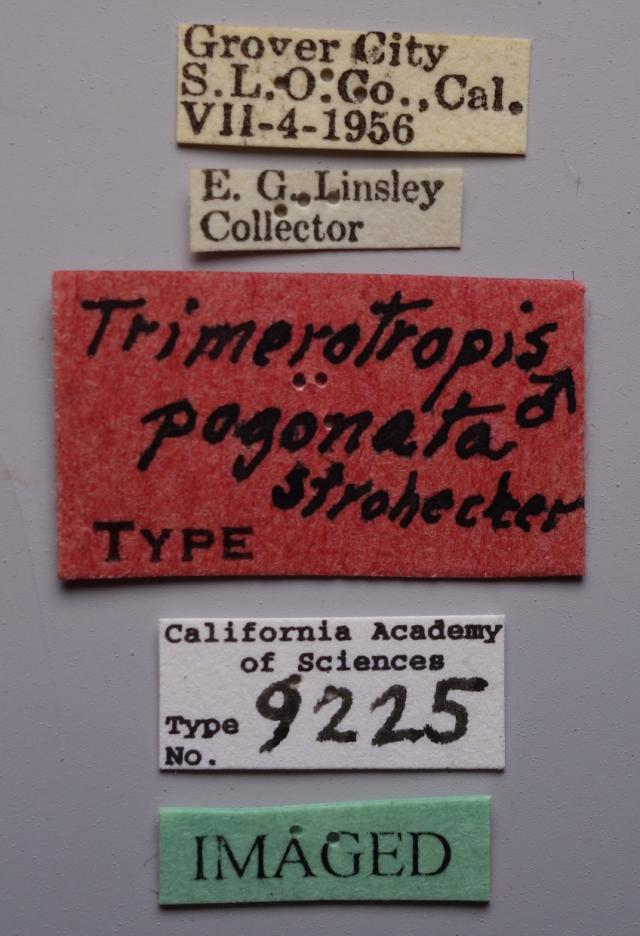 Grover City
S.L.O. Co., Cal.
VII-4-1956
E. G. Linsley
Collector
Trimerotropis
pogonata ♂
strohecker
TYPE
California Academy
of Sciences
Type
No. 9225
IMAGED